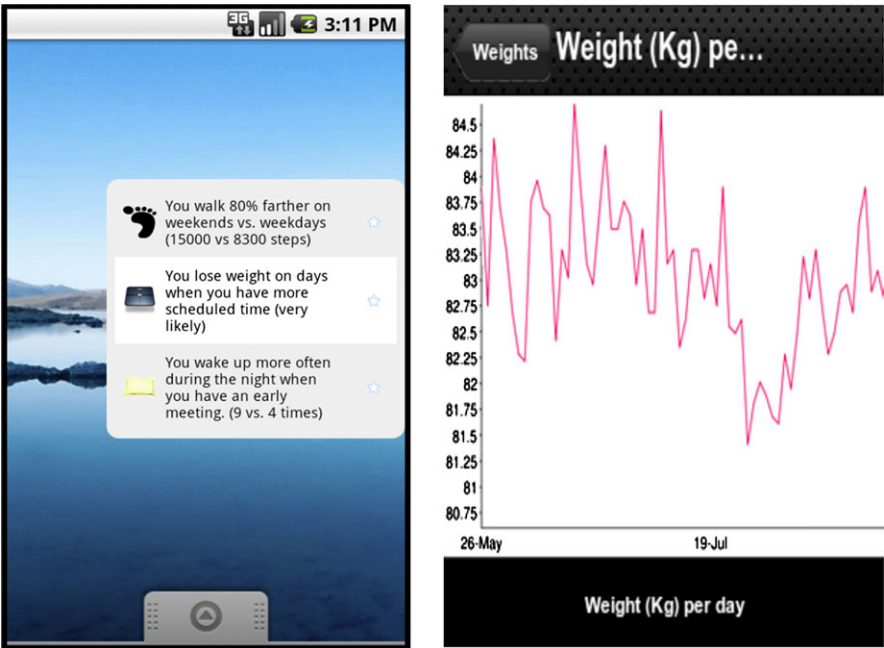 3G 3:11 PM
You walk 80% farther on
weekends vs. weekdays
(15000 vs 8300 steps)
You lose weight on days
when you have more
scheduled time (very
likely)
You wake up more often
during the night when
you have an early
meeting. (9 vs. 4 times)
Weights Weight (Kg) pe...
84.5
84.25
84
83.75
83.5
83.25
83
82.75
82.5
82.25
82
81.75
81.5
81.25
81
80.75
26-May 19-Jul
Weight (Kg) per day